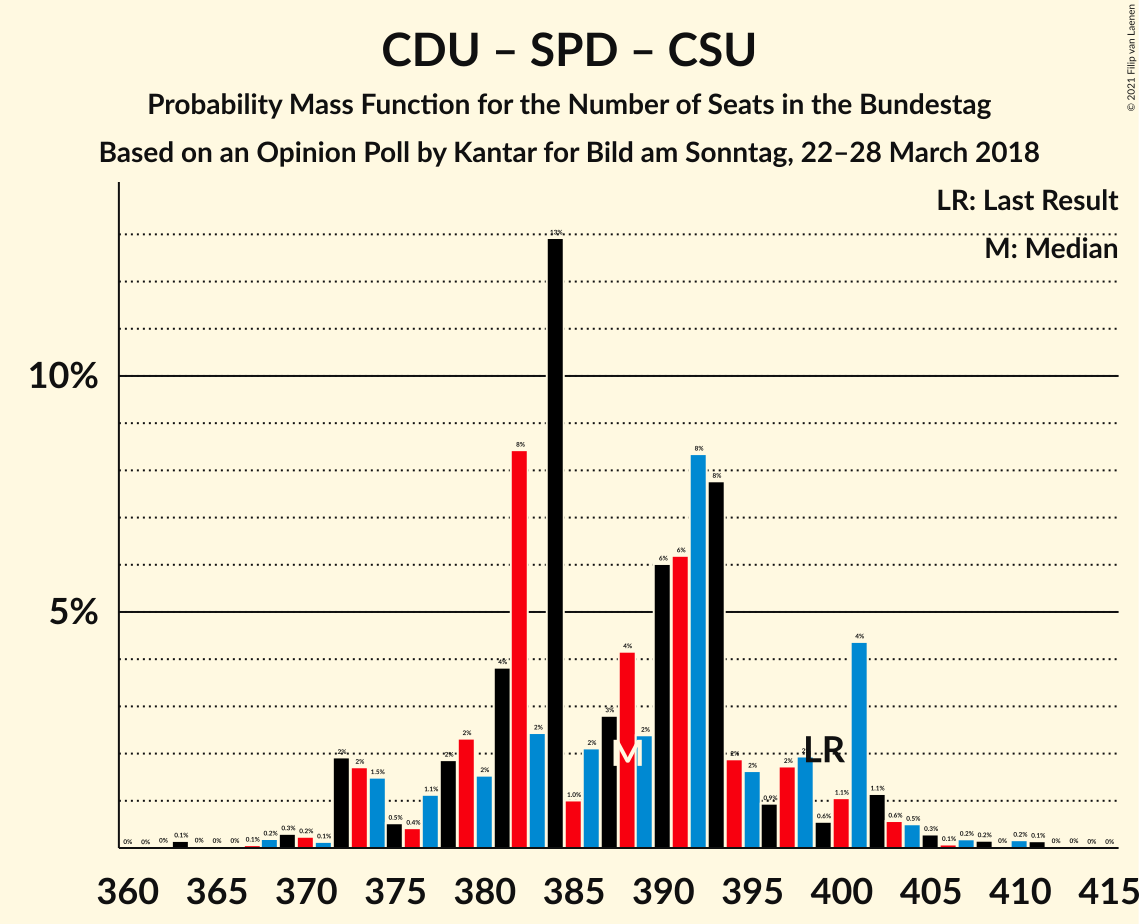 CDU – SPD – CSU
Probability Mass Function for the Number of Seats in the Bundestag
Based on an Opinion Poll by Kantar for Bild am Sonntag, 22–28 March 2018
© 2021 Filip van Laenen
LR: Last Result
M: Median
10%
5%
0% 0% 0% 0.1% 0% 0% 0% 0.1% 0.2% 0.3% 0.2% 0.1% 2% 2% 1.5% 0.5% 0.4% 1.1% 2% 2% 2% 4% 8% 2% 13% 1.0% 2% 3% 4% 2% 6% 6% 8% 8% 2% 2% 0.9% 2% 2% 0.6% 1.1% 4% 1.1% 0.6% 0.5% 0.3% 0.1% 0.2% 0.2% 0% 0.2% 0.1% 0% 0% 0% 0%
M
LR
360 365 370 375 380 385 390 395 400 405 410 415